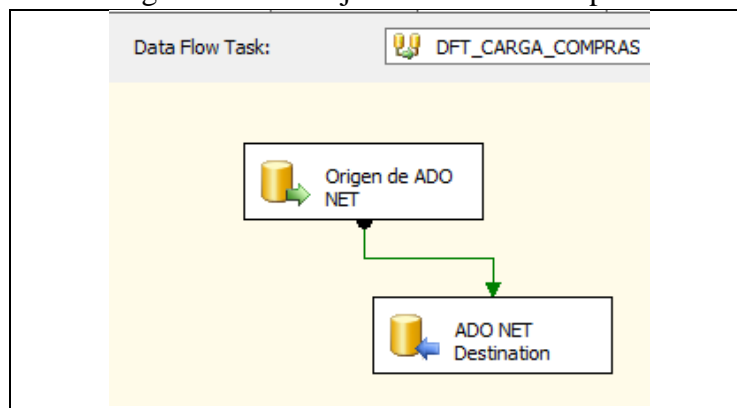 Data Flow Task:
DFT_CARGA_COMPRAS
Origen de ADO
NET
ADO NET
Destination